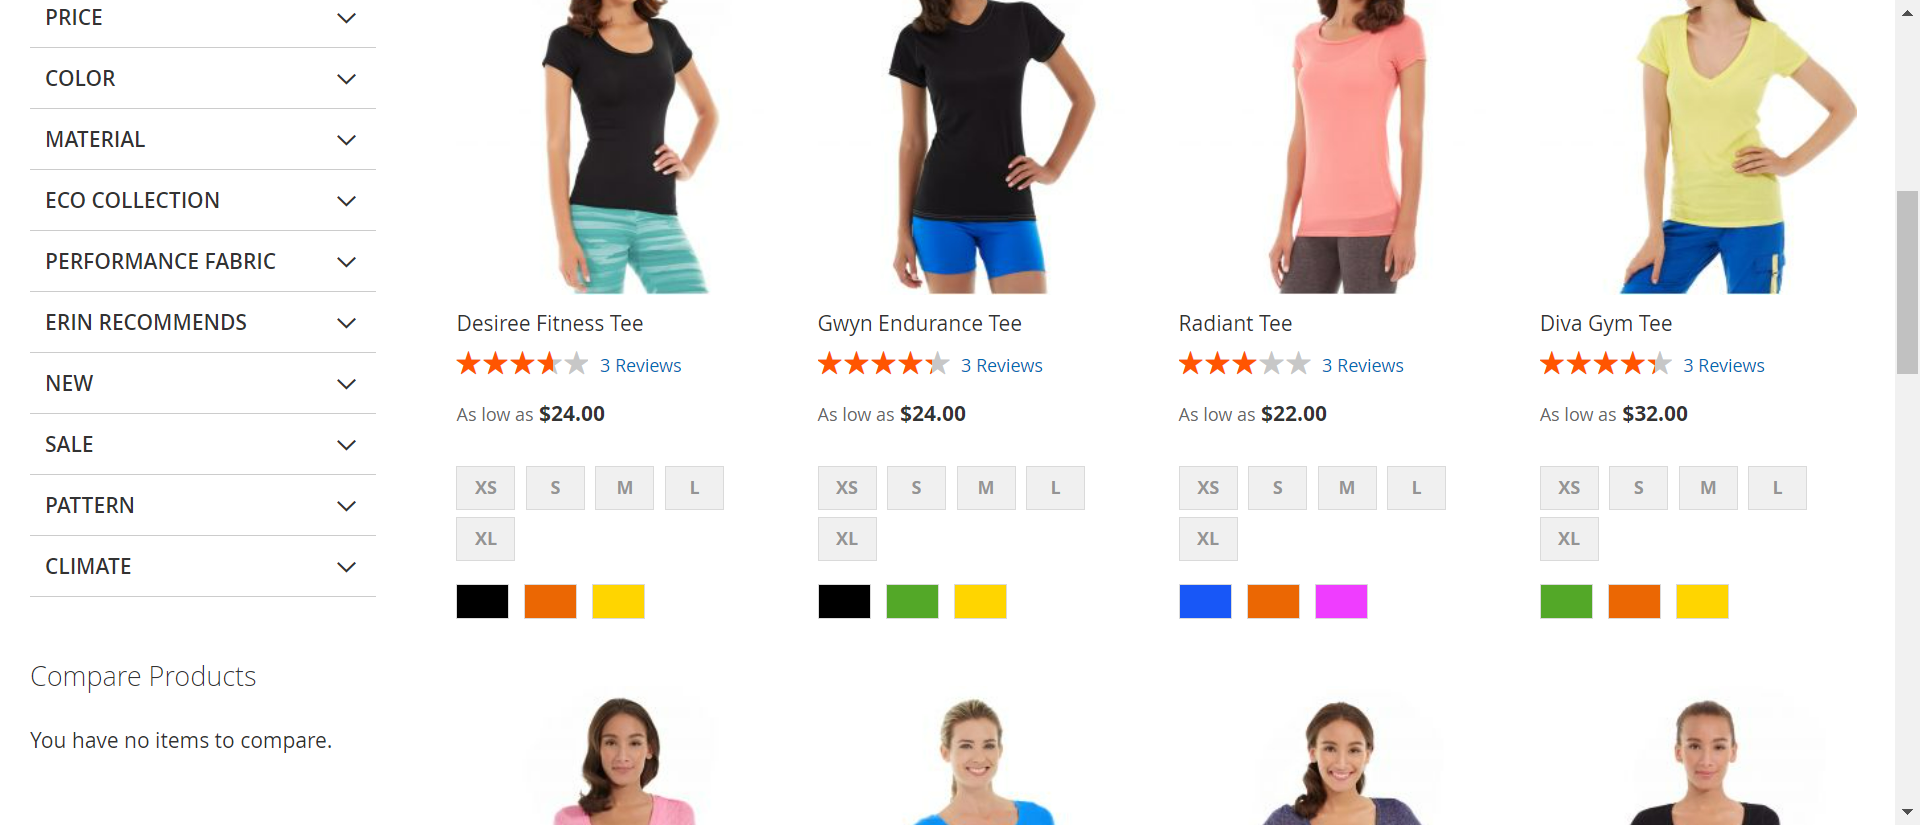 PRICE
COLOR
MATERIAL
ECO COLLECTION
PERFORMANCE FABRIC
ERIN RECOMMENDS
NEW
SALE
PATTERN
CLIMATE
Compare Products
You have no items to compare.
Desiree Fitness Tee
3 Reviews
As low as $24.00
XS S M L
XL
Gwyn Endurance Tee
3 Reviews
As low as $24.00
XS S M L
XL
Radiant Tee
3 Reviews
As low as $22.00
XS S M L
XL
Diva Gym Tee
3 Reviews
As low as $32.00
XS S M L
XL